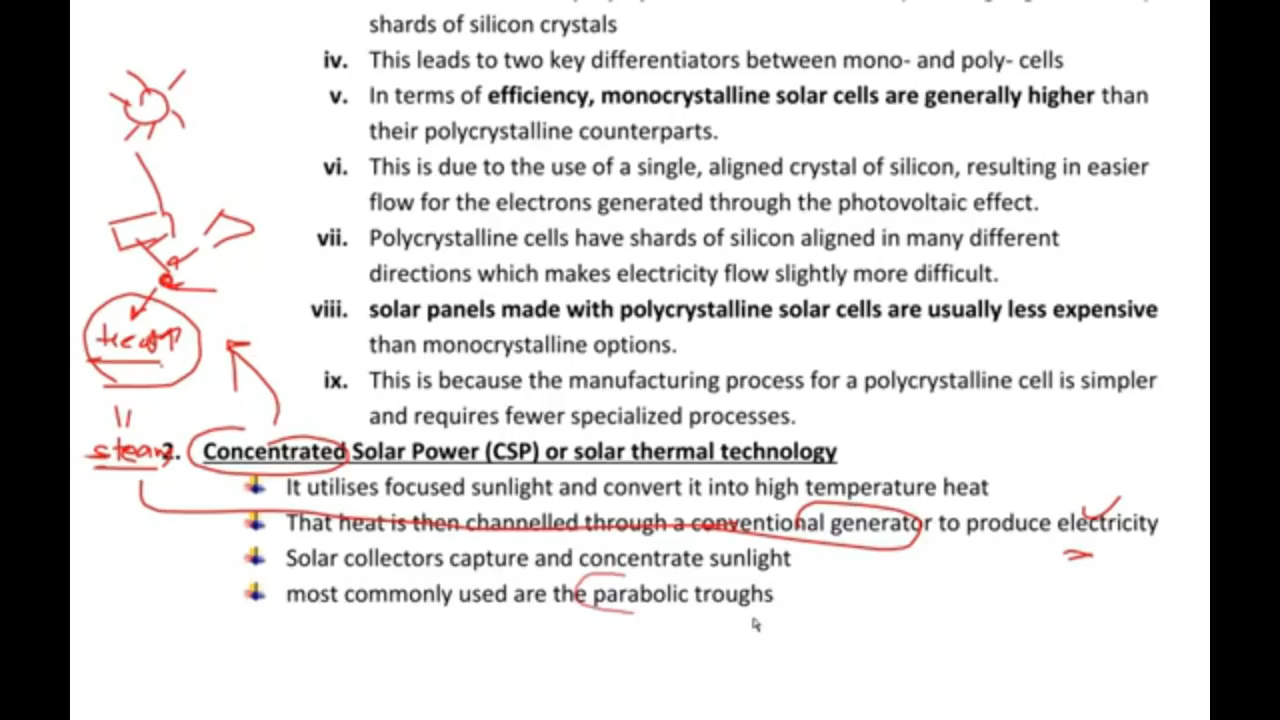 shards of silicon crystals
iv. This leads to two key differentiators between mono- and poly- cells
v. In terms of efficiency, monocrystalline solar cells are generally higher than
their polycrystalline counterparts.
vi. This is due to the use of a single, aligned crystal of silicon, resulting in easier
flow for the electrons generated through the photovoltaic effect.
vii. Polycrystalline cells have shards of silicon aligned in many different
directions which makes electricity flow slightly more difficult.
viii. solar panels made with polycrystalline solar cells are usually less expensive
than monocrystalline options.
heat
ix. This is because the manufacturing process for a polycrystalline cell is simpler
and requires fewer specialized processes.
steam
2. Concentrated Solar Power (CSP) or solar thermal technology
It utilises focused sunlight and convert it into high temperature heat
That heat is then channelled through a conventional generator to produce electricity
Solar collectors capture and concentrate sunlight
most commonly used are the parabolic troughs